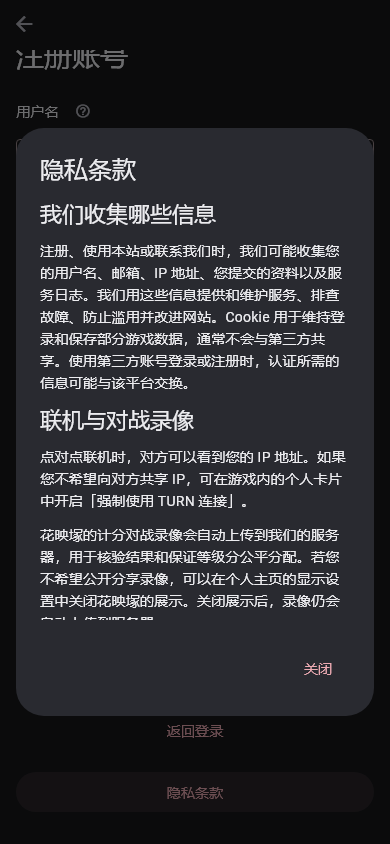 注册账号
用户名
隐私条款
我们收集哪些信息
注册、使用本站或联系我们时，我们可能收集您
的用户名、邮箱、IP 地址、您提交的资料以及服
务日志。我们用这些信息提供和维护服务、排查
故障、防止滥用并改进网站。Cookie 用于维持登
录和保存部分游戏数据，通常不会与第三方共
享。使用第三方账号登录或注册时，认证所需的
信息可能与该平台交换。
联机与对战录像
点对点联机时，对方可以看到您的 IP 地址。如果
您不希望向对方共享 IP，可在游戏内的个人卡片
中开启「强制使用 TURN 连接」。
花映塚的计分对战录像会自动上传到我们的服务
器，用于核验结果和保证等级分公平分配。若您
不希望公开分享录像，可以在个人主页的显示设
置中关闭花映塚的展示。关闭展示后，录像仍会
自动上传到服务器
关闭
返回登录
隐私条款